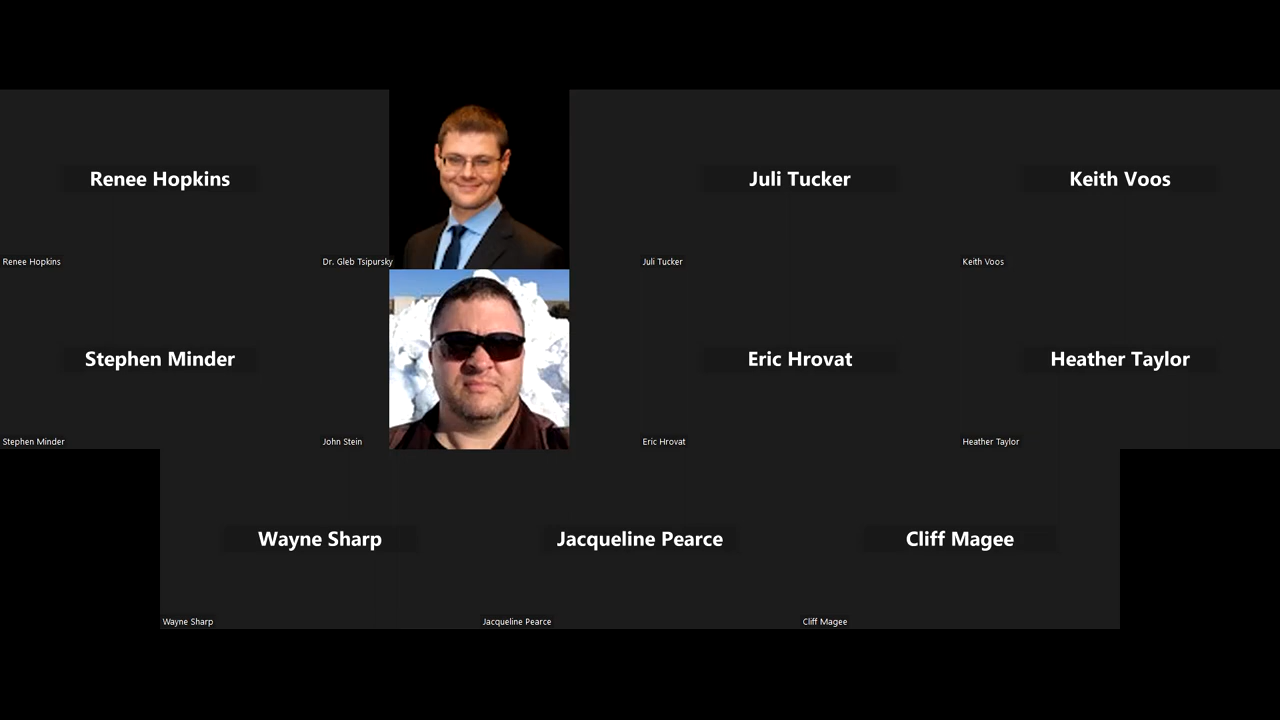 Renee Hopkins
Juli Tucker
Keith Voos
Renee Hopkins
Dr. Gleb Tsipursky
Juli Tucker
Keith Voos
Stephen Minder
Eric Hrovat
Heather Taylor
Stephen Minder
John Stein
Eric Hrovat
Heather Taylor
Wayne Sharp
Jacqueline Pearce
Cliff Magee
Wayne Sharp
Jacqueline Pearce
Cliff Magee